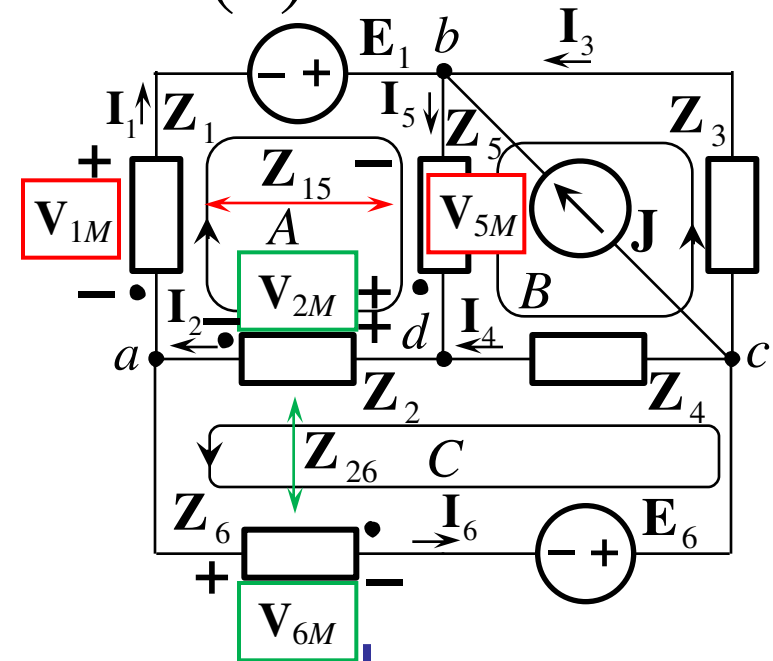 ( )
E1 b I3
− +
I1 Z1 I5 Z5 Z3
+ Z15 −
V1M A V5M J
− V2M + B
I2 − + d I4
a c
Z2 Z4
Z26 C
Z6 I6 E6
+ − − +
V6M